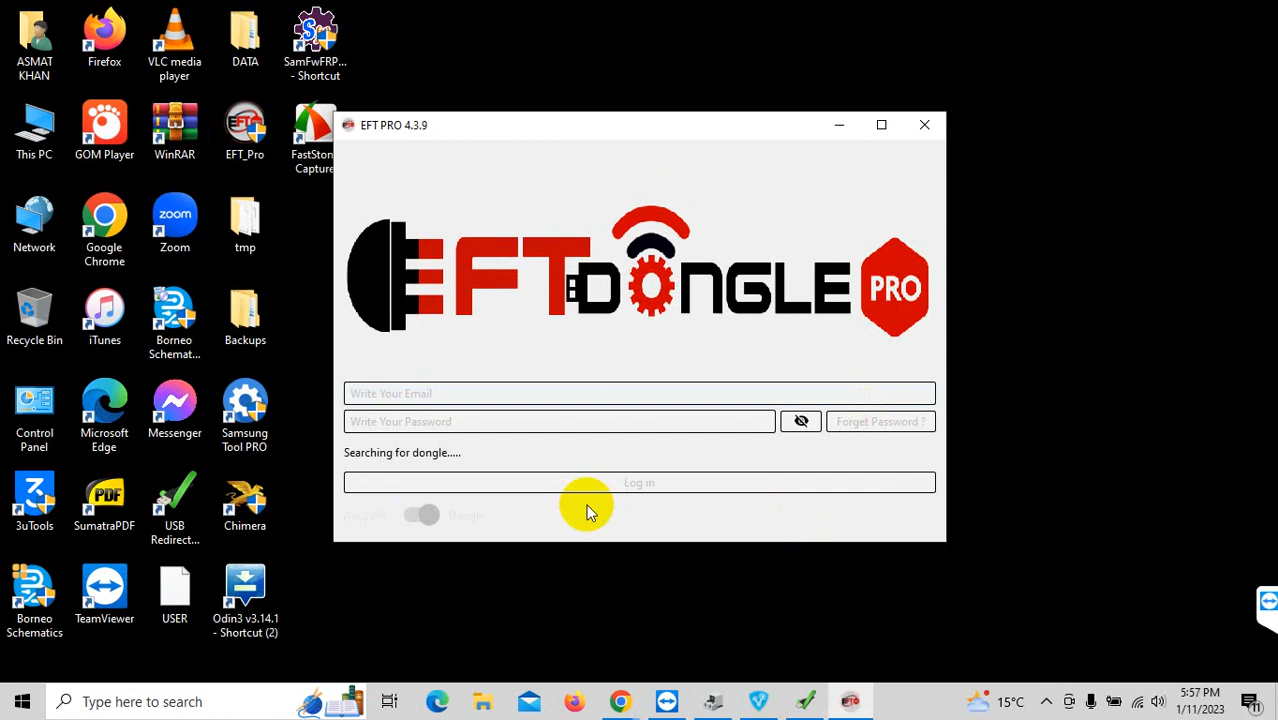 ASMAT
KHAN
Firefox
VLC media
player
DATA
SamFwFRP...
- Shortcut
This PC
GOM Player
WinRAR
EFT_Pro
FastSton
Capture
EFT PRO 4.3.9
EFT DONGLE PRO
Network
Google
Chrome
zoom
Zoom
tmp
Recycle Bin
iTunes
Borneo
Schemat...
Backups
Write Your Email
Write Your Password
Forget Password ?
Searching for dongle.....
Log in
Account
Dongle
Control
Panel
Microsoft
Edge
Messenger
Samsung
Tool PRO
3uTools
PDF
SumatraPDF
USB
Redirect...
Chimera
Borneo
Schematics
TeamViewer
USER
Odin3 v3.14.1
- Shortcut (2)
Type here to search
15°C
5:57 PM
1/11/2023